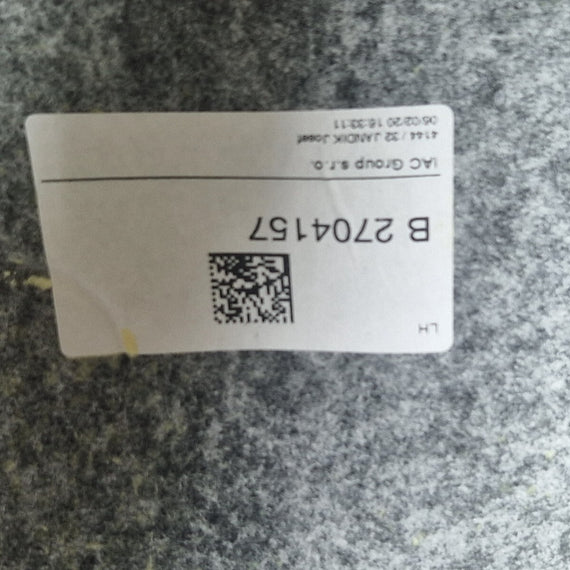 LH
B 2704157
IAC Group s.r.o.
4144 / 32 JANDIK Josef
06/02/20 16:33:11